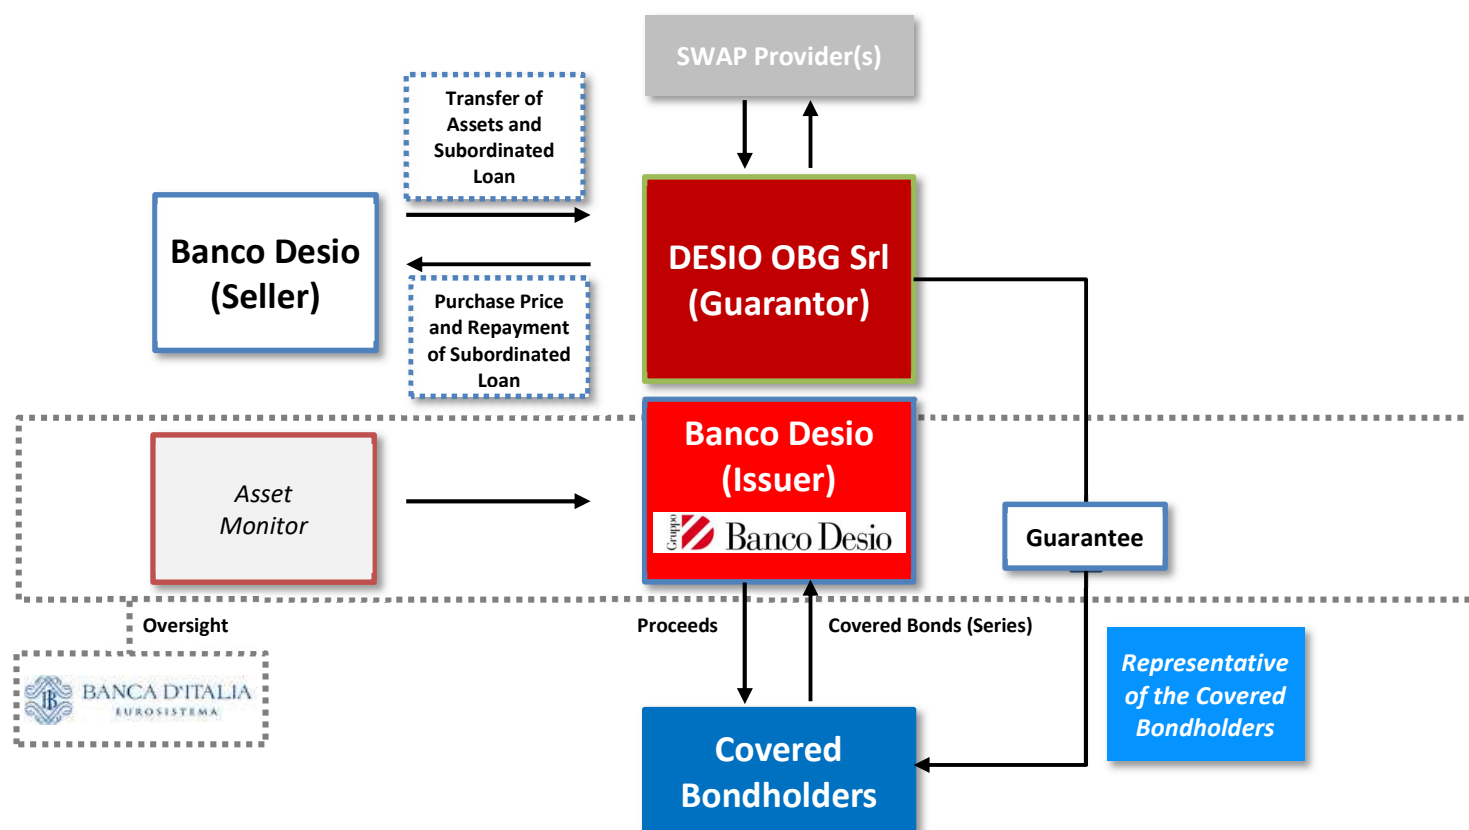 SWAP Provider(s)
Transfer of
Assets and
Subordinated
Loan
Banco Desio
(Seller)
DESIO OBG Srl
(Guarantor)
Purchase Price
and Repayment
of Subordinated
Loan
Asset
Monitor
Banco Desio
(Issuer)
Gruppo
Banco Desio
Guarantee
Oversight
Proceeds
Covered Bonds (Series)
BANCA D'ITALIA
EUROSISTEMA
Representative
of the Covered
Bondholders
Covered
Bondholders